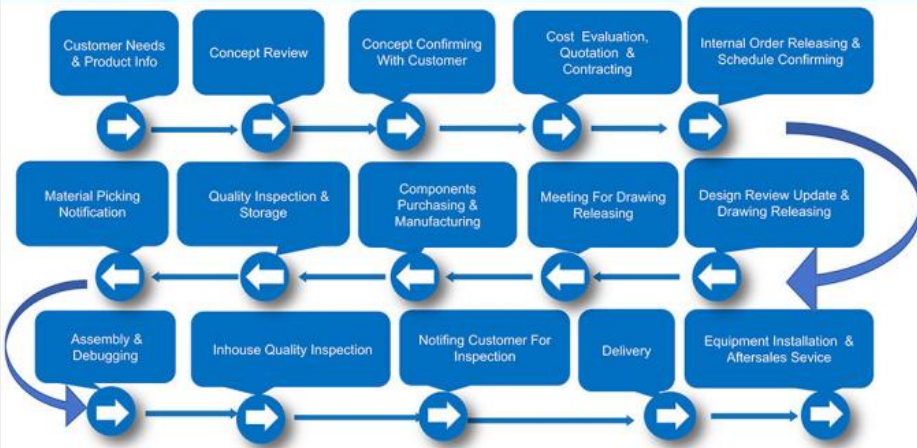 Customer Needs
& Product Info
Concept Review
Concept Confirming
With Customer
Cost Evaluation,
Quotation &
Contracting
Internal Order Releasing &
Schedule Confirming
Material Picking
Notification
Quality Inspection &
Storage
Components
Purchasing &
Manufacturing
Meeting For Drawing
Releasing
Design Review Update &
Drawing Releasing
Assembly &
Debugging
Inhouse Quality Inspection
Notifing Customer For
Inspection
Delivery
Equipment Installation &
Aftersales Sevice